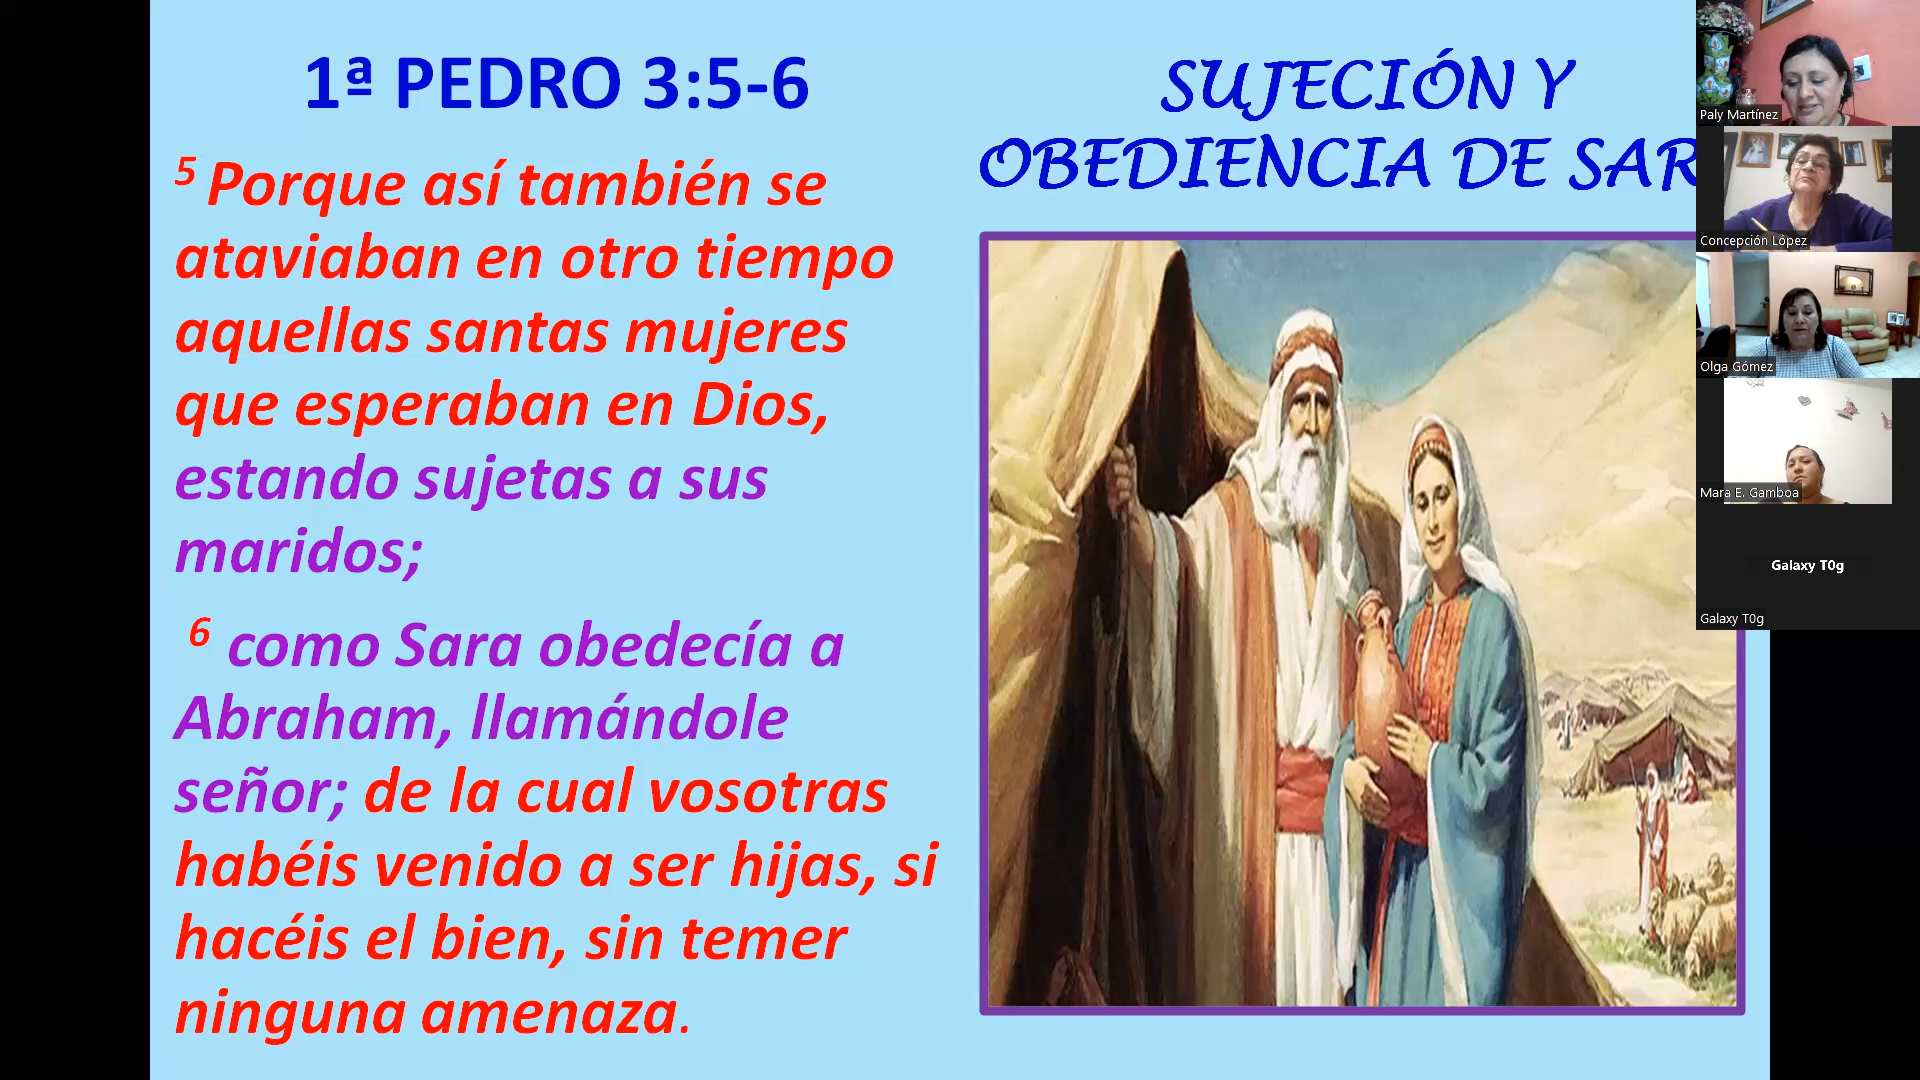 1ª PEDRO 3:5-6
5 Porque así también se
ataviaban en otro tiempo
aquellas santas mujeres
que esperaban en Dios,
estando sujetas a sus
maridos;
6 como Sara obedecía a
Abraham, llamándole
señor; de la cual vosotras
habéis venido a ser hijas, si
hacéis el bien, sin temer
ninguna amenaza.
SUJECIÓN Y
OBEDIENCIA DE SAR
Paly Martínez
Concepción López
Olga Gómez
Mara E. Gamboa
Galaxy T0g
Galaxy T0g